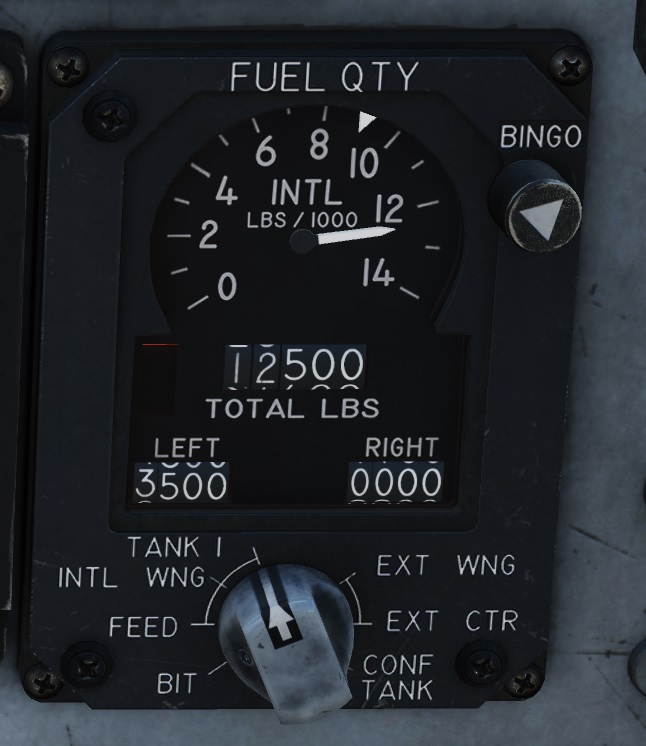 FUEL QTY
BINGO
6 8 10
4 INTL 12
LBS / 1000
2
0 14
12500
TOTAL LBS
LEFT RIGHT
3500 0000
TANK 1
INTL WNG EXT WNG
FEED EXT CTR
BIT CONF
TANK